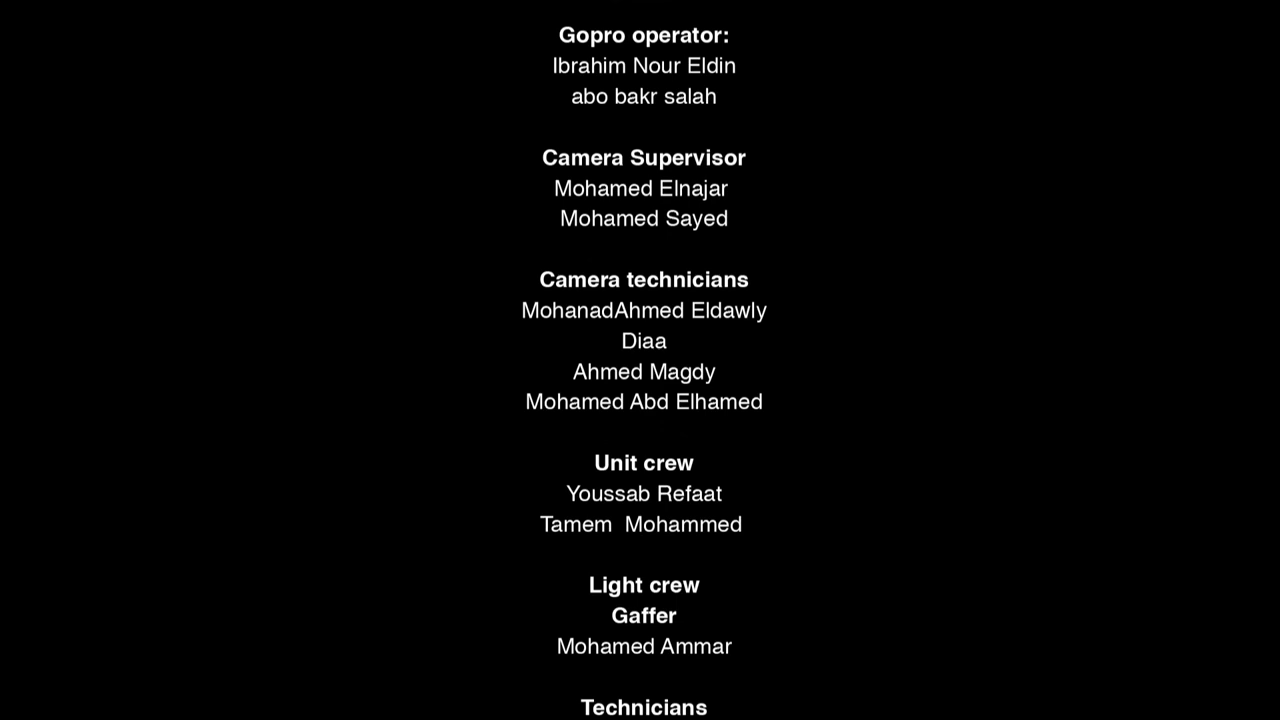 Gopro operator:
Ibrahim Nour Eldin
abo bakr salah
Camera Supervisor
Mohamed Elnajar
Mohamed Sayed
Camera technicians
MohanadAhmed Eldawly
Diaa
Ahmed Magdy
Mohamed Abd Elhamed
Unit crew
Youssab Refaat
Tamem  Mohammed
Light crew
Gaffer
Mohamed Ammar
Technicians